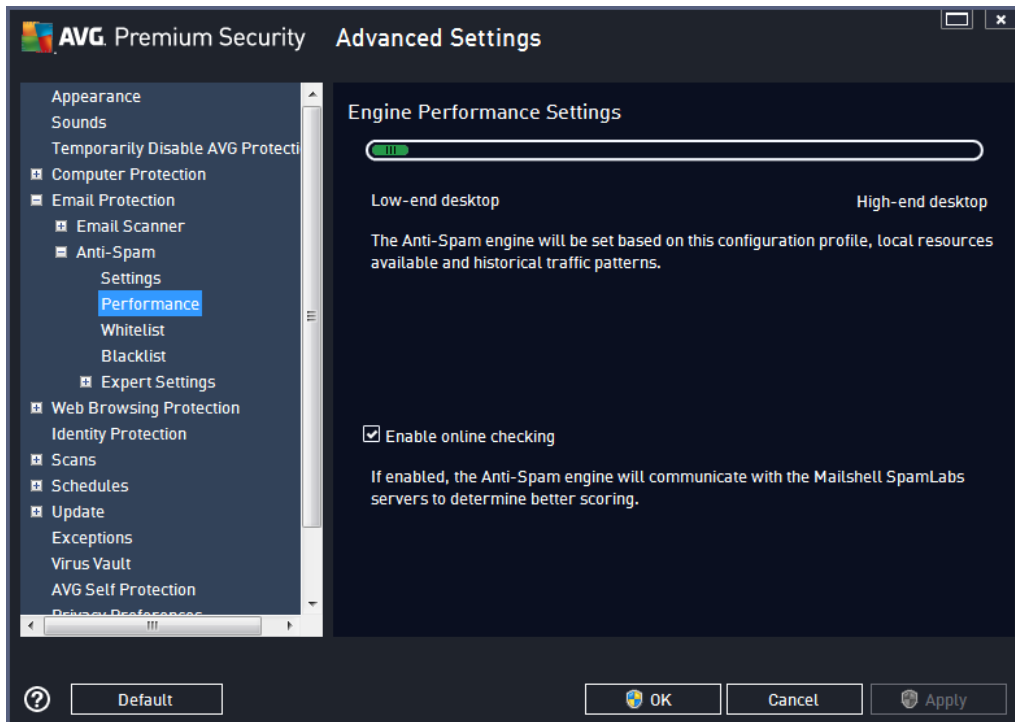 AVG. Premium Security Advanced Settings
Appearance
Sounds
Temporarily Disable AVG Protecti
Computer Protection
Email Protection
Email Scanner
Anti-Spam
Settings
Performance
Whitelist
Blacklist
Expert Settings
Web Browsing Protection
Identity Protection
Scans
Schedules
Update
Exceptions
Virus Vault
AVG Self Protection
Privacy Preferences
Engine Performance Settings
Low-end desktop High-end desktop
The Anti-Spam engine will be set based on this configuration profile, local resources
available and historical traffic patterns.
Enable online checking
If enabled, the Anti-Spam engine will communicate with the Mailshell SpamLabs
servers to determine better scoring.
? Default OK Cancel Apply